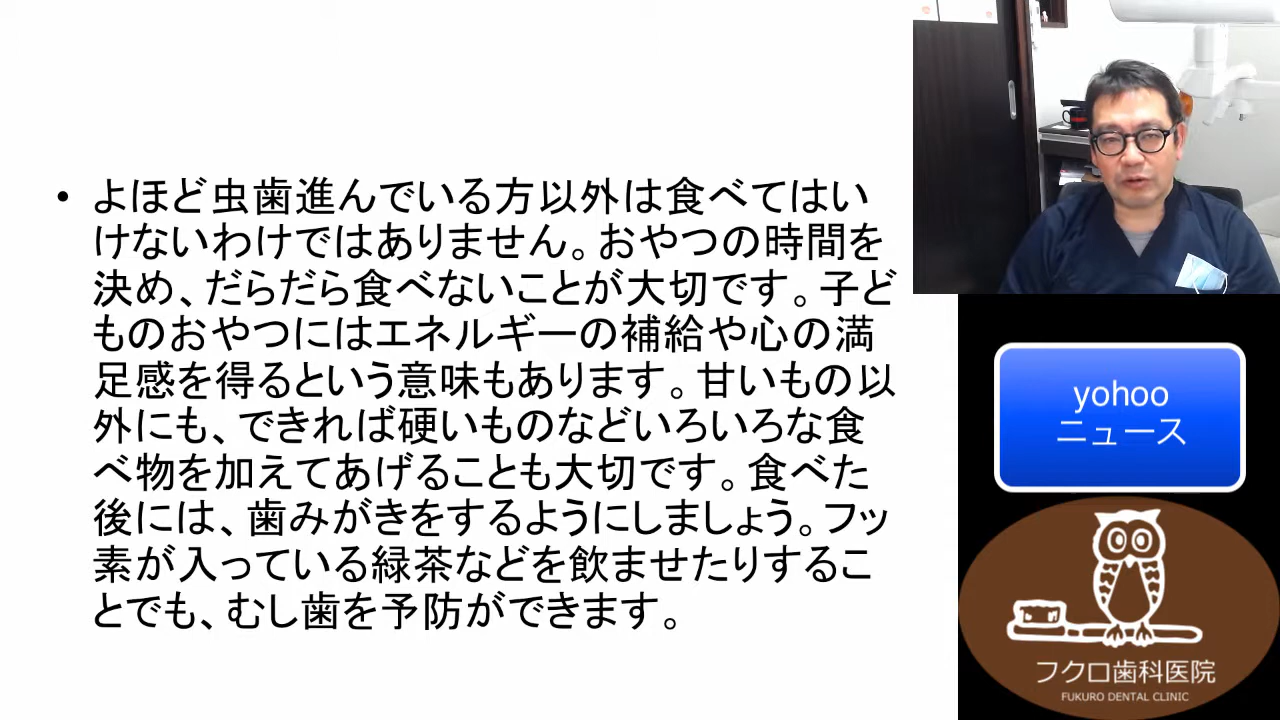 • よほど虫歯進んでいる方以外は食べてはい
けないわけではありません。おやつの時間を
決め、だらだら食べないことが大切です。子ど
ものおやつにはエネルギーの補給や心の満
足感を得るという意味もあります。甘いもの以
外にも、できれば硬いものなどいろいろな食
べ物を加えてあげることも大切です。食べた
後には、歯みがきをするようにしましょう。フッ
素が入っている緑茶などを飲ませたりするこ
とでも、むし歯を予防ができます。
yohoo
ニュース
フクロ歯科医院
FUKURO DENTAL CLINIC